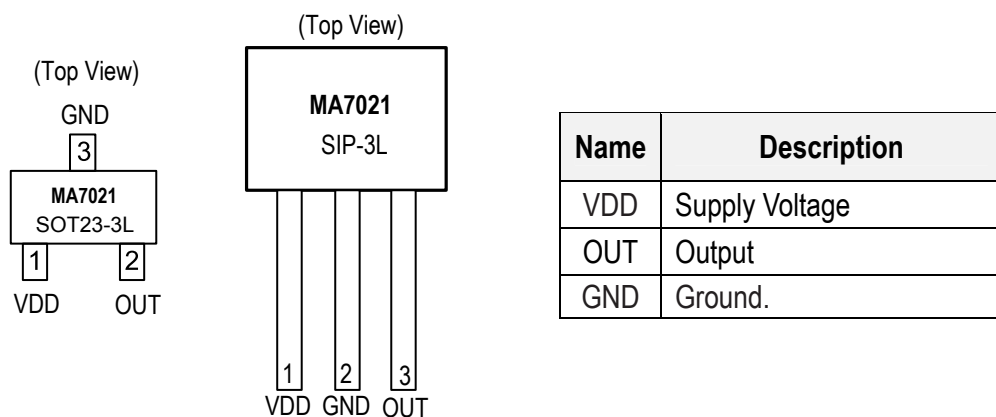 (Top View)
GND
3
MA7021
SOT23-3L
1 2
VDD OUT
(Top View)
MA7021
SIP-3L
1 2 3
VDD GND OUT
Name Description
VDD Supply Voltage
OUT Output
GND Ground.